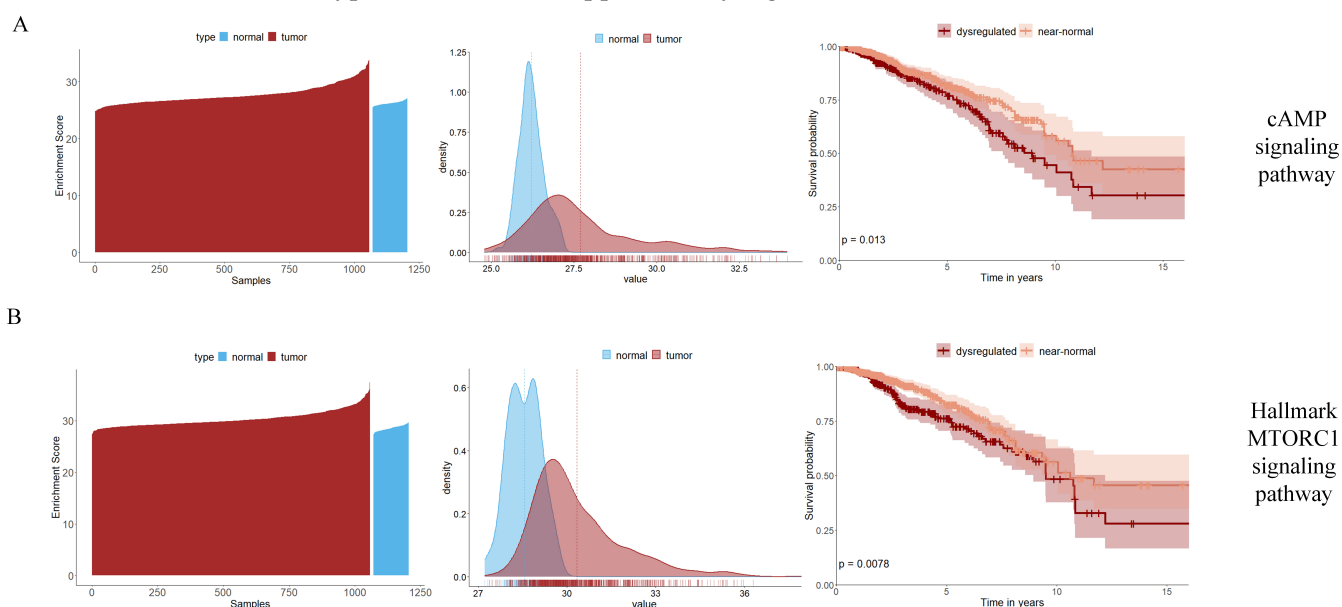 A
type normal tumor
Enrichment Score
30
20
10
0
0 250 500 750 1000 1250
Samples
normal tumor
density
1.25
1.00
0.75
0.50
0.25
0.00
25.0 27.5 30.0 32.5
value
dysregulated near-normal
Survival probability
1.00
0.75
0.50
0.25
0.00
p = 0.013
0 5 10 15
Time in years
cAMP
signaling
pathway
B
type normal tumor
Enrichment Score
30
20
10
0
0 250 500 750 1000 1250
Samples
normal tumor
density
0.6
0.4
0.2
0.0
27 30 33 36
value
dysregulated near-normal
Survival probability
1.00
0.75
0.50
0.25
0.00
p = 0.0078
0 5 10 15
Time in years
Hallmark
MTORC1
signaling
pathway